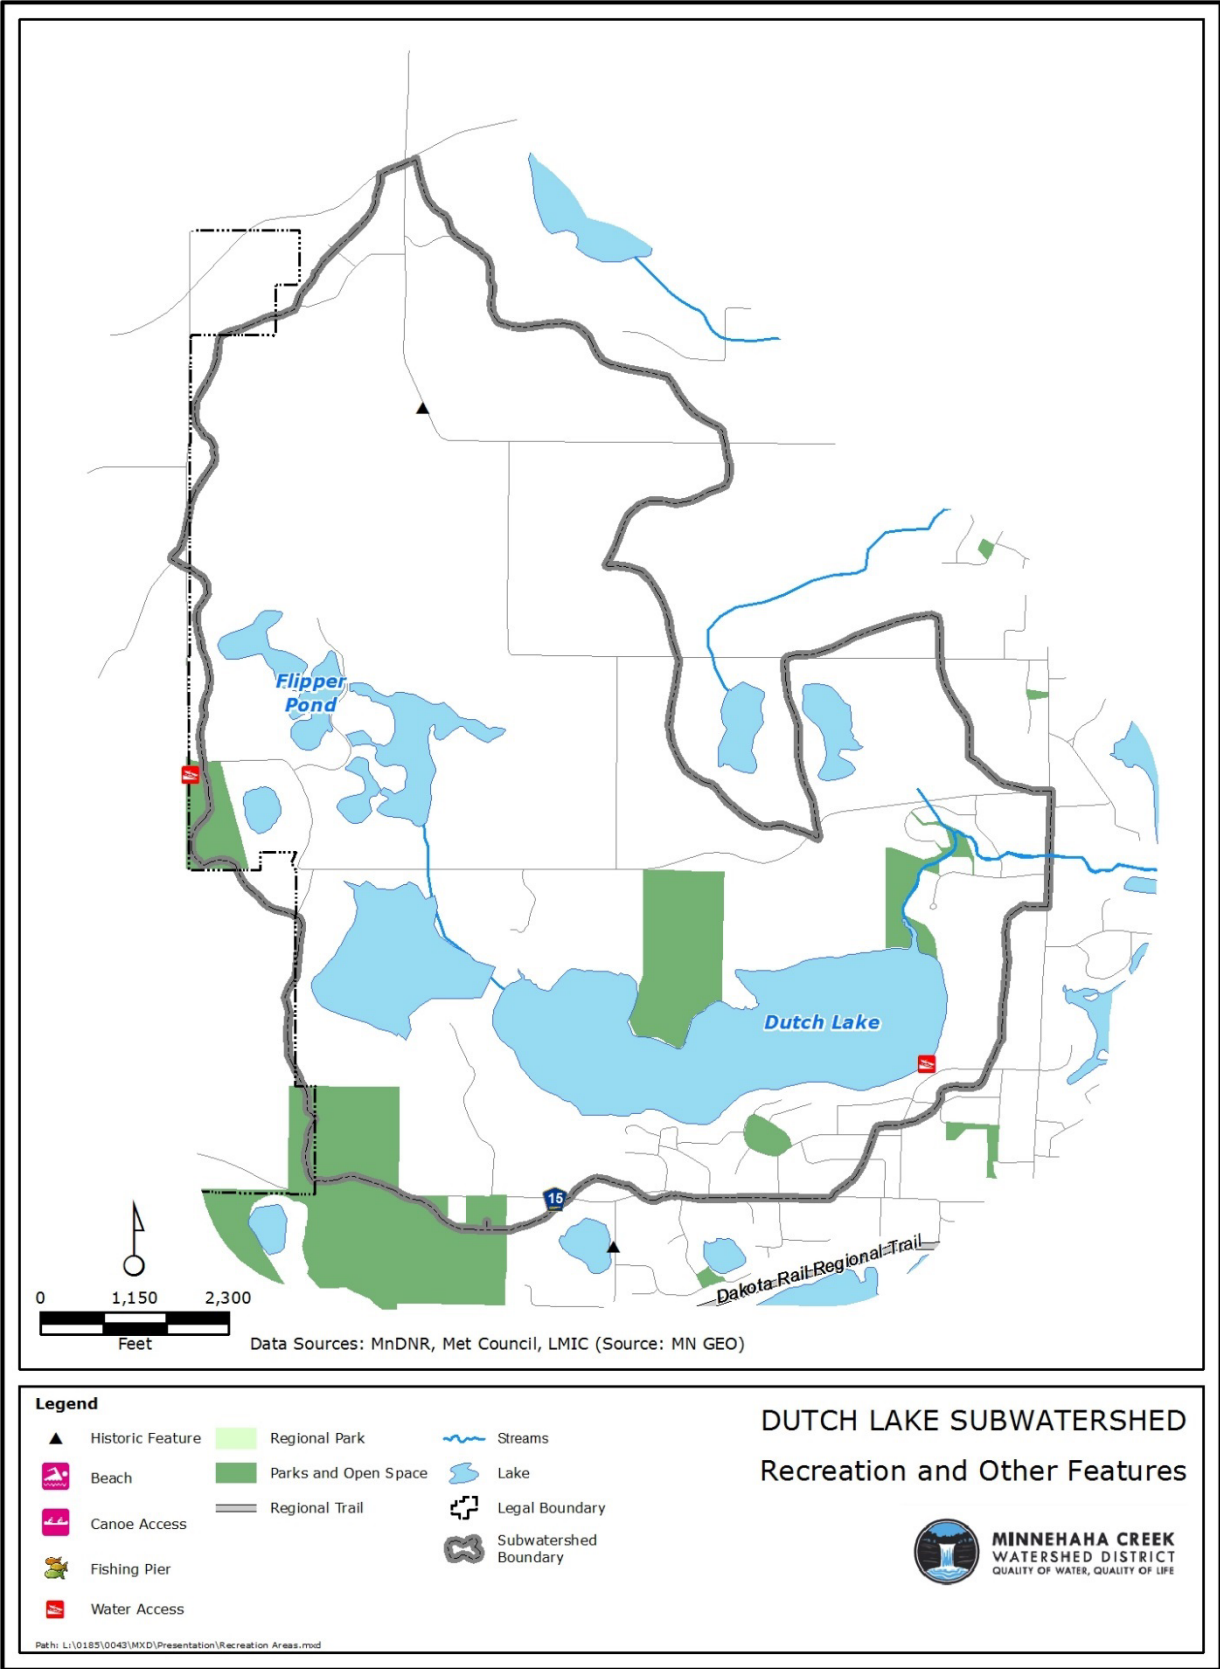 Flipper
Pond
Dutch Lake
15
Dakota Rail Regional Trail
0 1,150 2,300
Feet
Data Sources: MnDNR, Met Council, LMIC (Source: MN GEO)
Legend
Historic Feature
Beach
Canoe Access
Fishing Pier
Water Access
Regional Park
Parks and Open Space
Regional Trail
Streams
Lake
Legal Boundary
Subwatershed
Boundary
DUTCH LAKE SUBWATERSHED
Recreation and Other Features
MINNEHAHA CREEK
WATERSHED DISTRICT
QUALITY OF WATER, QUALITY OF LIFE
Path: L:\0185\0043\MXD\Presentation\Recreation Areas.mxd